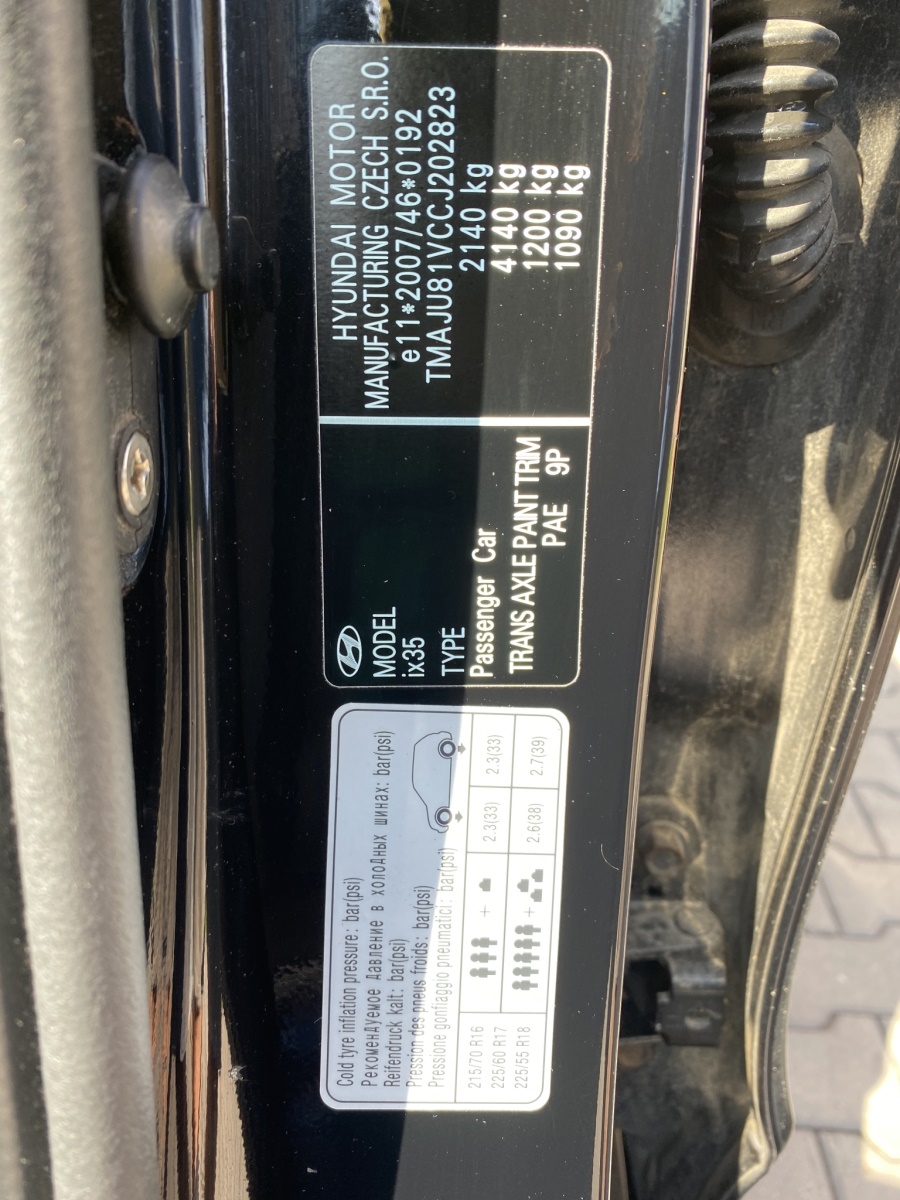 HYUNDAI MOTOR
MANUFACTURING CZECH S.R.O.
e11*2007/46*0192
TMAJU81VCCJ202823
2140 kg
4140 kg
1200 kg
1090 kg
MODEL
ix35
TYPE
Passenger Car
TRANS AXLE PAINT TRIM
PAE 9P
Cold tyre inflation pressure: bar(psi)
Рекомендуемое давление в холодных шинах: bar(psi)
Reifendruck kalt: bar(psi)
Pression des pneus froids: bar(psi)
Pressione gonfiaggio pneumatici: bar(psi)
215/70 R16
225/60 R17
225/55 R18
+ 2.3(33) 2.3(33)
+ 2.6(38) 2.7(39)